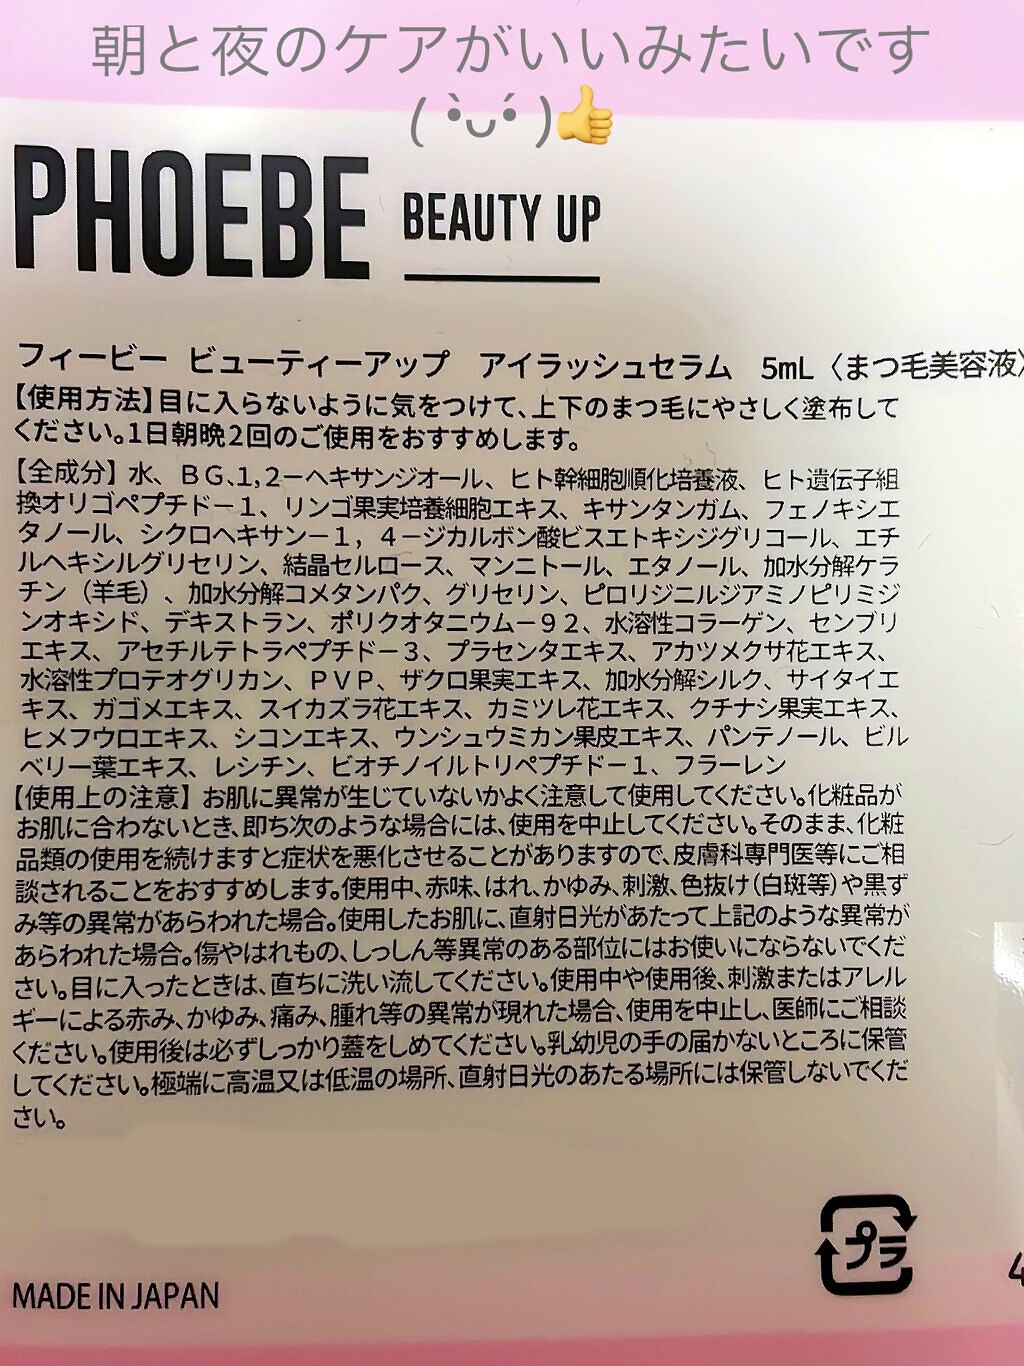 朝と夜のケアがいいみたいです
( •̀ᴗ•́ )👍
PHOEBE BEAUTY UP
フィービー ビューティーアップ アイラッシュセラム 5mL〈まつ毛美容液〉
【使用方法】目に入らないように気をつけて、上下のまつ毛にやさしく塗布して
ください。1日朝晩2回のご使用をおすすめします。
【全成分】水、BG、1,2－ヘキサンジオール、ヒト幹細胞順化培養液、ヒト遺伝子組
換オリゴペプチド－1、リンゴ果実培養細胞エキス、キサンタンガム、フェノキシエ
タノール、シクロヘキサン－1，4－ジカルボン酸ビスエトキシジグリコール、エチ
ルヘキシルグリセリン、結晶セルロース、マンニトール、エタノール、加水分解ケラ
チン（羊毛）、加水分解コメタンパク、グリセリン、ピロリジニルジアミノピリミジ
ンオキシド、デキストラン、ポリクオタニウム－92、水溶性コラーゲン、センブリ
エキス、アセチルテトラペプチド－3、プラセンタエキス、アカツメクサ花エキス、
水溶性プロテオグリカン、PVP、ザクロ果実エキス、加水分解シルク、サイタイエ
キス、ガゴメエキス、スイカズラ花エキス、カミツレ花エキス、クチナシ果実エキス、
ヒメフウロエキス、シコンエキス、ウンシュウミカン果皮エキス、パンテノール、ビル
ベリー葉エキス、レシチン、ビオチノイルトリペプチド－1、フラーレン
【使用上の注意】お肌に異常が生じていないかよく注意して使用してください。化粧品が
お肌に合わないとき、即ち次のような場合には、使用を中止してください。そのまま、化粧
品類の使用を続けますと症状を悪化させることがありますので、皮膚科専門医等にご相
談されることをおすすめします。使用中、赤味、はれ、かゆみ、刺激、色抜け(白斑等)や黒ず
み等の異常があらわれた場合。使用したお肌に、直射日光があたって上記のような異常が
あらわれた場合。傷やはれもの、しっしん等異常のある部位にはお使いにならないでくだ
さい。目に入ったときは、直ちに洗い流してください。使用中や使用後、刺激またはアレル
ギーによる赤み、かゆみ、痛み、腫れ等の異常が現れた場合、使用を中止し、医師にご相談
ください。使用後は必ずしっかり蓋をしめてください。乳幼児の手の届かないところに保管
してください。極端に高温又は低温の場所、直射日光のあたる場所には保管しないでくだ
さい。
プラ
MADE IN JAPAN